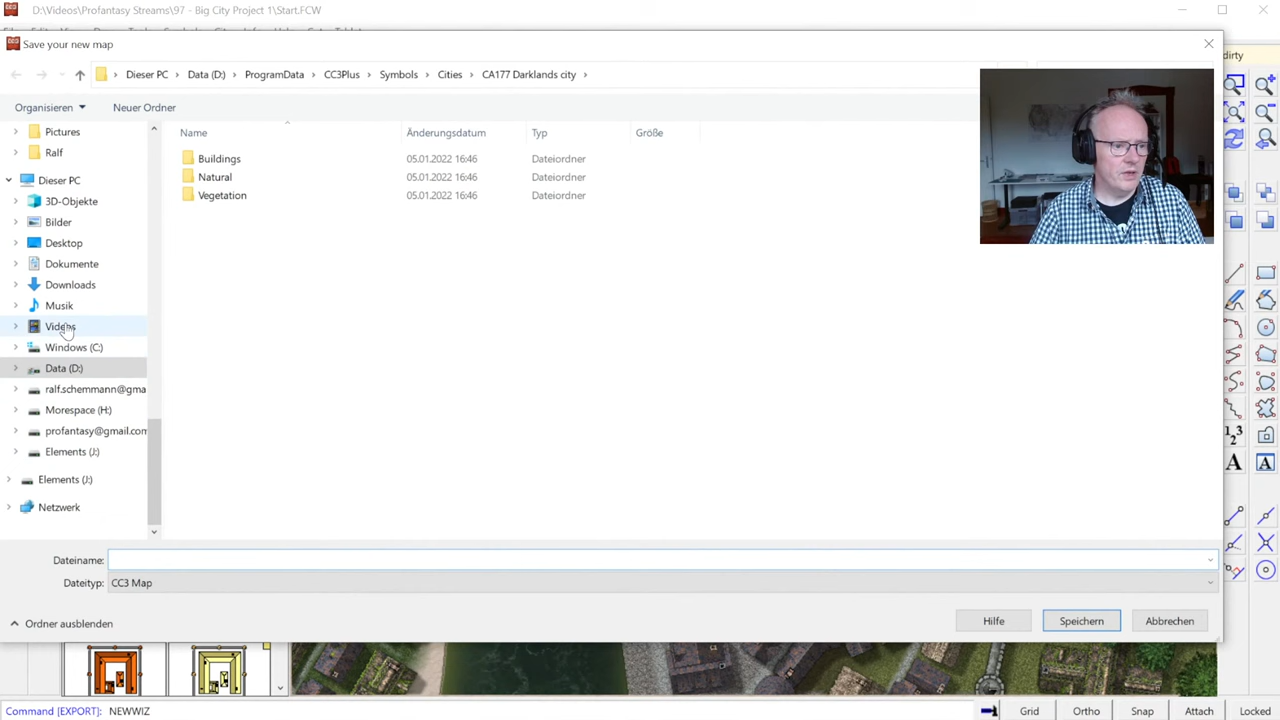 D:\Videos\Profantasy Streams\97 - Big City Project 1\Start.FCW
Save your new map
Dieser PC > Data (D:) > ProgramData > CC3Plus > Symbols > Cities > CA177 Darklands city >
dirty
Organisieren
Neuer Ordner
Name Änderungsdatum Typ Größe
Pictures
Ralf
Dieser PC
3D-Objekte
Bilder
Desktop
Dokumente
Downloads
Musik
Videos
Windows (C:)
Data (D:)
ralf.schemmann@gma
Morespace (H:)
profantasy@gmail.com
Elements (J:)
Elements (J:)
Netzwerk
Buildings 05.01.2022 16:46 Dateiordner
Natural 05.01.2022 16:46 Dateiordner
Vegetation 05.01.2022 16:46 Dateiordner
Dateiname:
Dateityp: CC3 Map
Ordner ausblenden
Hilfe Speichern Abbrechen
Command [EXPORT]: NEWWIZ
Grid Ortho Snap Attach Locked